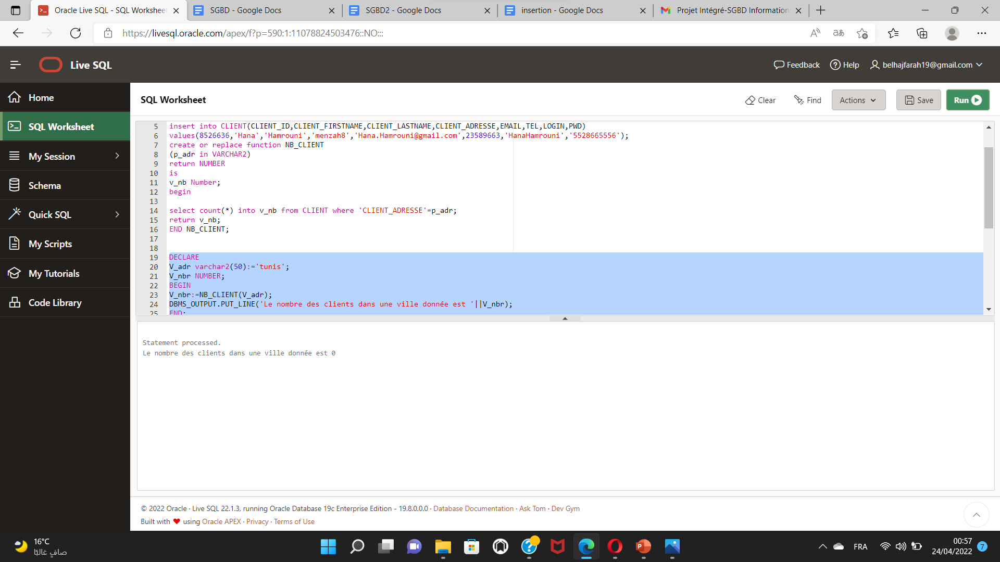 Oracle Live SQL - SQL Worksheet
SGBD - Google Docs
SGBD2 - Google Docs
insertion - Google Docs
Projet Intégré-SGBD Information
https://livesql.oracle.com/apex/f?p=590:1:11078824503476::NO:::
Live SQL
Feedback
Help
belhajfarah19@gmail.com
Home
SQL Worksheet
My Session
Schema
Quick SQL
My Scripts
My Tutorials
Code Library
SQL Worksheet
Clear
Find
Actions
Save
Run
5 insert into CLIENT(CLIENT_ID,CLIENT_FIRSTNAME,CLIENT_LASTNAME,CLIENT_ADRESSE,EMAIL,TEL,LOGIN,PWD)
6 values(8526636,'Hana','Hamrouni','menzah8','Hana.Hamrouni@gmail.com',23589663,'HanaHamrouni','5528665556');
7 create or replace function NB_CLIENT
8 (p_adr in VARCHAR2)
9 return NUMBER
10 is
11 v_nb Number;
12 begin
13
14 select count(*) into v_nb from CLIENT where 'CLIENT_ADRESSE'=p_adr;
15 return v_nb;
16 END NB_CLIENT;
17
18
19 DECLARE
20 V_adr varchar2(50):='tunis';
21 V_nbr NUMBER;
22 BEGIN
23 V_nbr:=NB_CLIENT(V_adr);
24 DBMS_OUTPUT.PUT_LINE('Le nombre des clients dans une ville donnée est '||V_nbr);
25 END;
Statement processed.
Le nombre des clients dans une ville donnée est 0
© 2022 Oracle · Live SQL 22.1.3, running Oracle Database 19c Enterprise Edition - 19.8.0.0.0 · Database Documentation · Ask Tom · Dev Gym
Built with ❤ using Oracle APEX · Privacy · Terms of Use
16°C
صافٍ غالبًا
FRA
00:57
24/04/2022
7